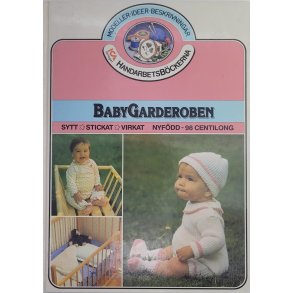 MODELLER·IDEER·BESKRIVNINGAR
ICA HANDARBETSBÖCKERNA
BABYGARDEROBEN
SYTT ♡ STICKAT ♡ VIRKAT NYFÖDD - 98 CENTILONG